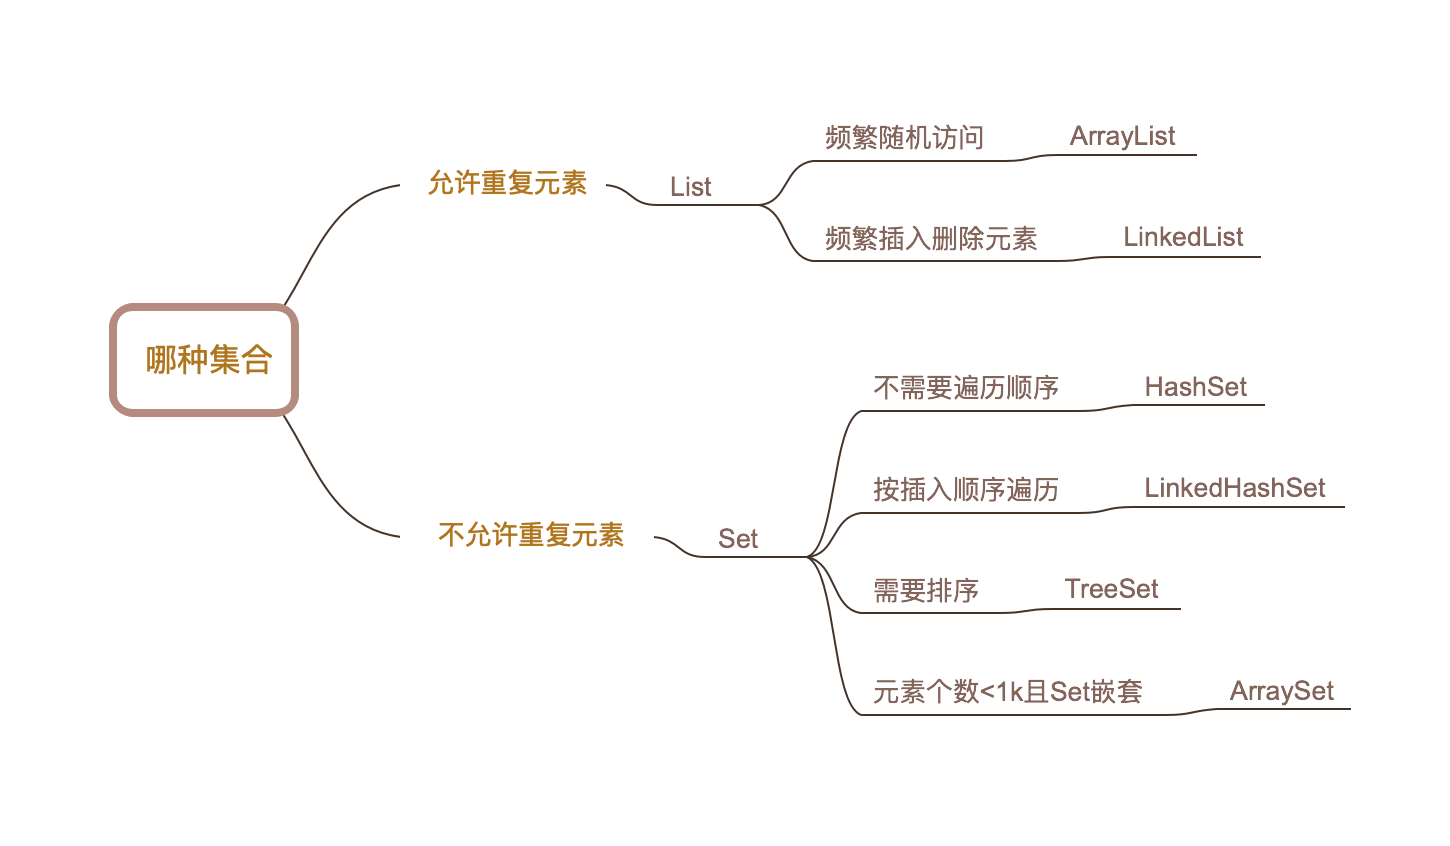 哪种集合
允许重复元素
List
频繁随机访问
ArrayList
频繁插入删除元素
LinkedList
不允许重复元素
Set
不需要遍历顺序
HashSet
按插入顺序遍历
LinkedHashSet
需要排序
TreeSet
元素个数<1k且Set嵌套
ArraySet